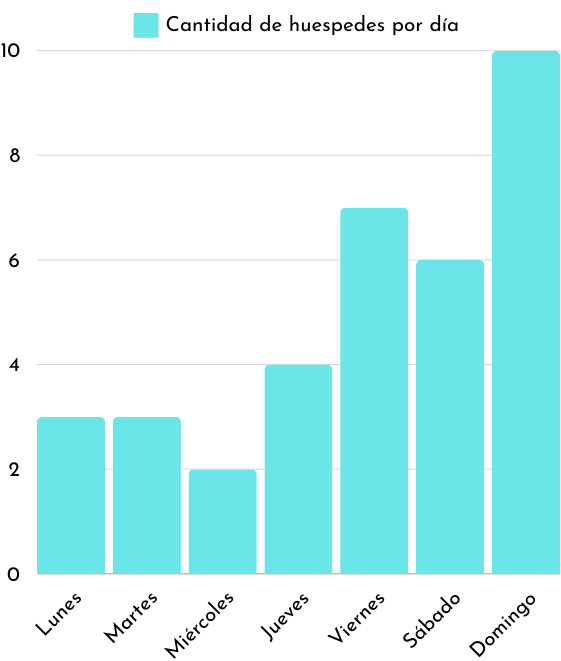 Cantidad de huespedes por día
10
8
6
4
2
0
Lunes
Martes
Miércoles
Jueves
Viernes
Sábado
Domingo